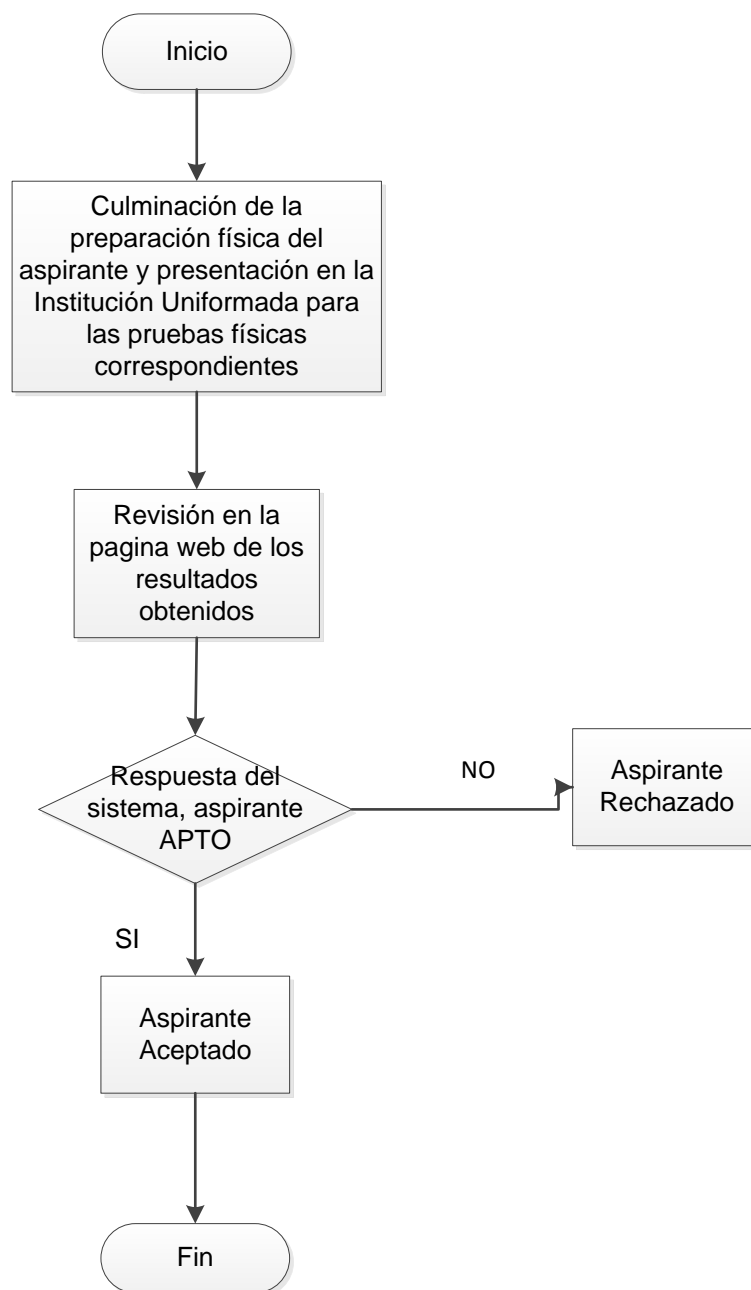 Inicio
Culminación de la
preparación física del
aspirante y presentación en la
Institución Uniformada para
las pruebas físicas
correspondientes
Revisión en la
pagina web de los
resultados
obtenidos
Respuesta del
sistema, aspirante
APTO
NO
Aspirante
Rechazado
SI
Aspirante
Aceptado
Fin